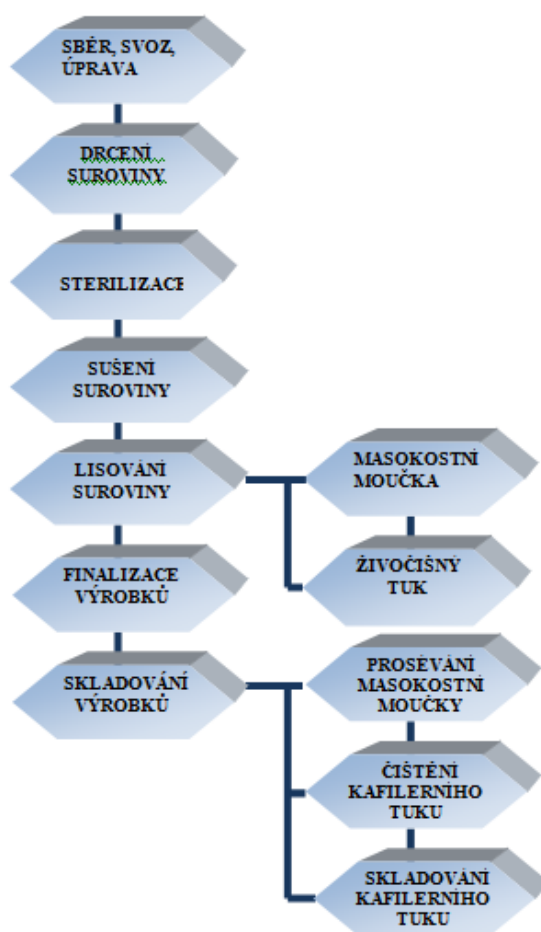 SBĚR, SVOZ,
ÚPRAVA
DRCENÍ
SUROVINY
STERILIZACE
SUŠENÍ
SUROVINY
LISOVÁNÍ
SUROVINY
MASOKOSTNÍ
MOUČKA
ŽIVOČIŠNÝ
TUK
FINALIZACE
VÝROBKŮ
SKLADOVÁNÍ
VÝROBKŮ
PROSÉVÁNÍ
MASOKOSTNÍ
MOUČKY
ČIŠTĚNÍ
KAFILERNÍHO
TUKU
SKLADOVÁNÍ
KAFILERNÍHO
TUKU